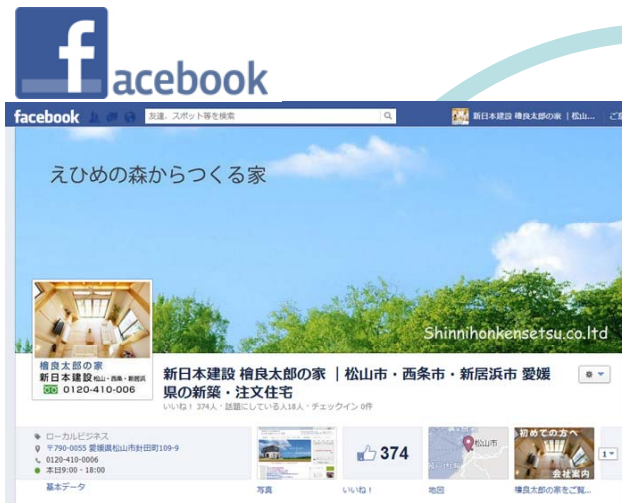 facebook
facebook
友達、スポット等を検索
新日本建設 檜良太郎の家 | 松山...
えひめの森からつくる家
Shinnihonkensetsu.co.ltd
檜良太郎の家
新日本建設 松山・西条・新居浜
0120-410-006
新日本建設 檜良太郎の家 | 松山市・西条市・新居浜市 愛媛
県の新築・注文住宅
いいね！ 374人・話題にしている人18人・チェックイン 0件
ローカルビジネス
〒790-0055 愛媛県松山市針田町109-9
0120-410-0006
本日9:00 - 18:00
基本データ
写真
374
いいね！
松山市
地図
初めての方へ
会社案内
檜良太郎の家をご覧...
1